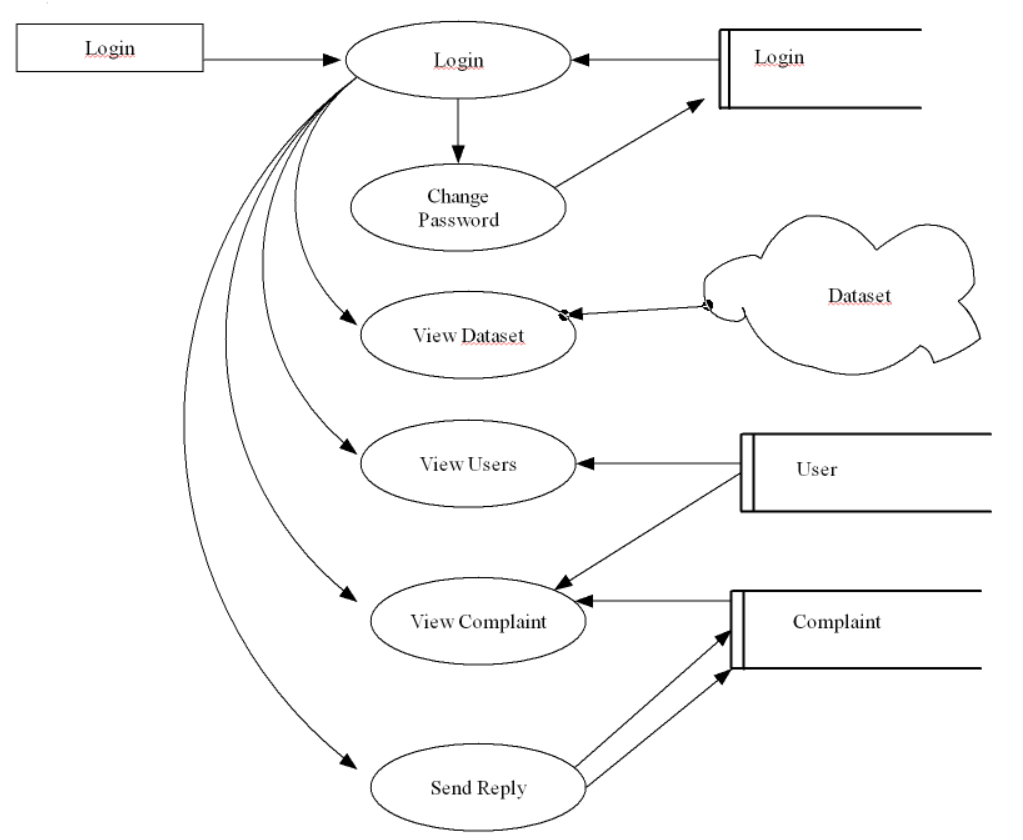 Login
Login
Login
Change
Password
Dataset
View Dataset
View Users
User
View Complaint
Complaint
Send Reply